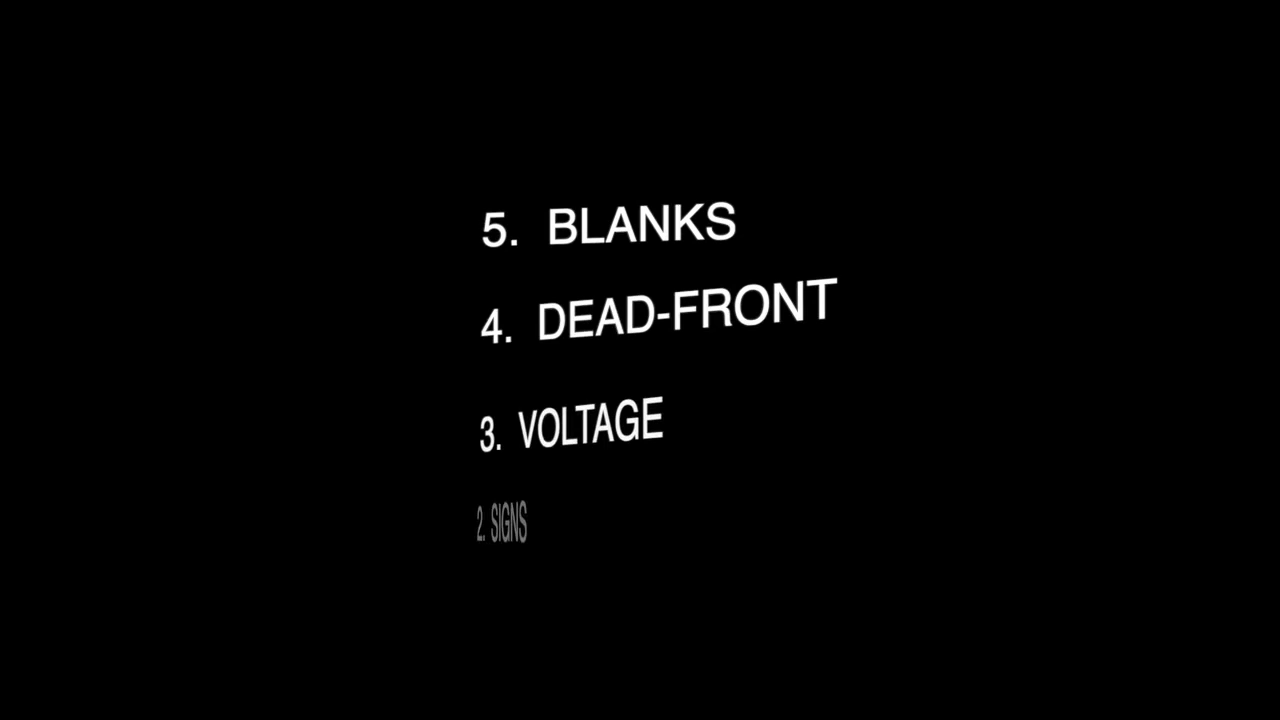 5. BLANKS
4. DEAD-FRONT
3. VOLTAGE
2. SIGNS